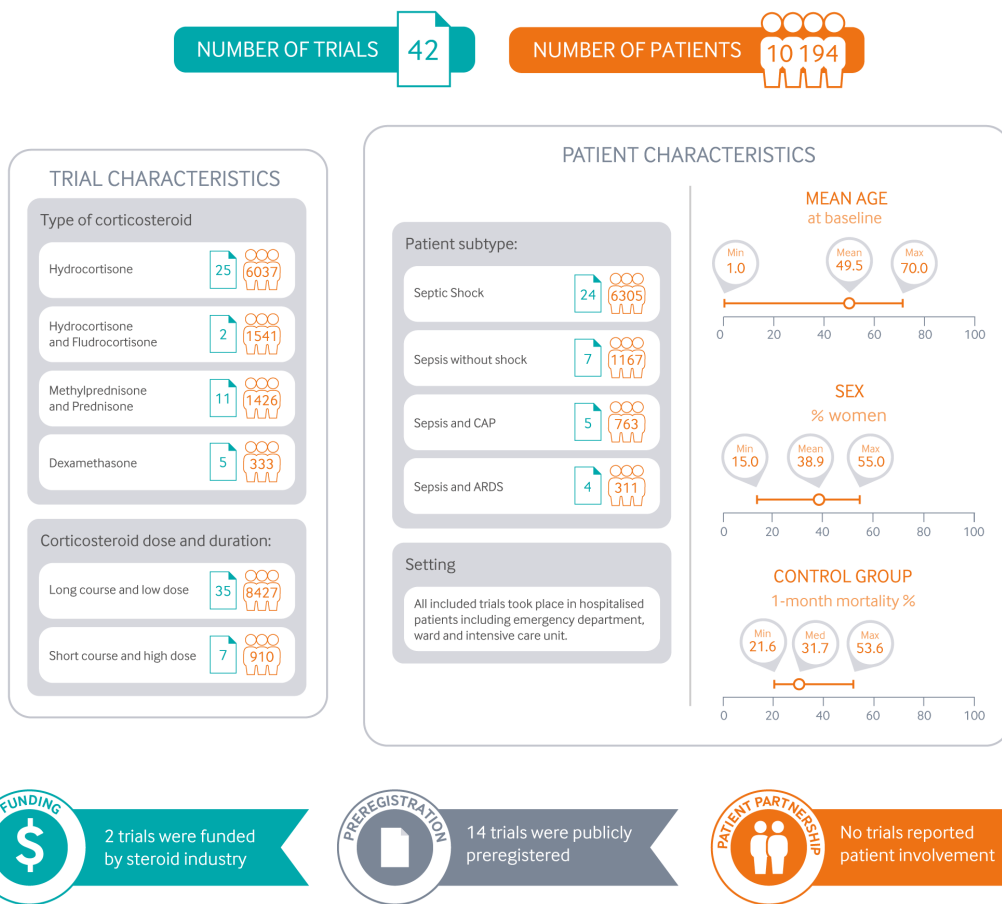 NUMBER OF TRIALS 42
NUMBER OF PATIENTS 10 194
TRIAL CHARACTERISTICS
Type of corticosteroid
Hydrocortisone 25 6037
Hydrocortisone
and Fludrocortisone 2 1541
Methylprednisone
and Prednisone 11 1426
Dexamethasone 5 333
Corticosteroid dose and duration:
Long course and low dose 35 8427
Short course and high dose 7 910
PATIENT CHARACTERISTICS
Patient subtype:
Septic Shock 24 6305
Sepsis without shock 7 1167
Sepsis and CAP 5 763
Sepsis and ARDS 4 311
Setting
All included trials took place in hospitalised
patients including emergency department,
ward and intensive care unit.
MEAN AGE
at baseline
Min Mean Max
1.0 49.5 70.0
0 20 40 60 80 100
SEX
% women
Min Mean Max
15.0 38.9 55.0
0 20 40 60 80 100
CONTROL GROUP
1-month mortality %
Min Med Max
21.6 31.7 53.6
0 20 40 60 80 100
FUNDING
$
2 trials were funded
by steroid industry
PREREGISTRATION
14 trials were publicly
preregistered
PATIENT PARTNERSHIP
No trials reported
patient involvement